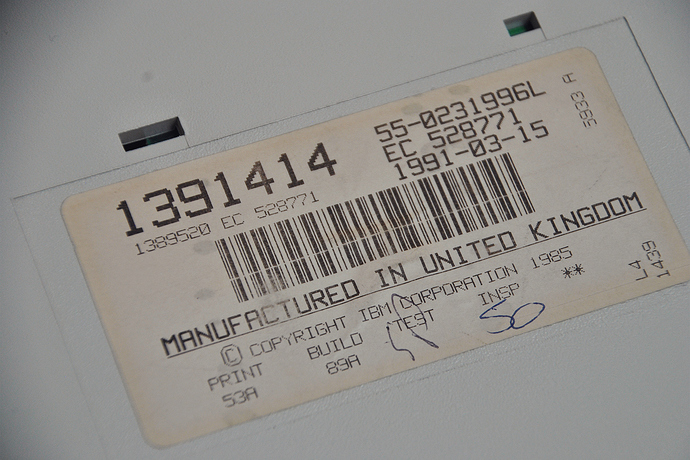 1391414
1389520 EC 528771
55-0231996L
EC 528771
1991-03-15
5933 A
MANUFACTURED IN UNITED KINGDOM
© COPYRIGHT IBM CORPORATION 1985
PRINT BUILD TEST INSP **
53A 89A 50
L4
1439